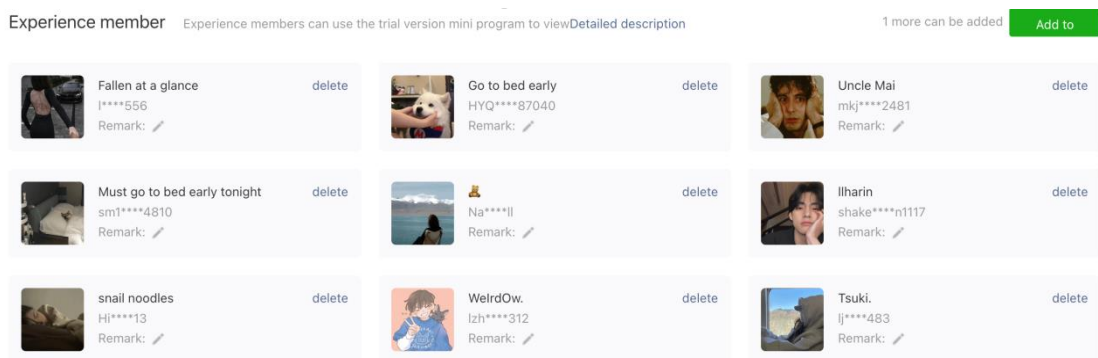 Experience member Experience members can use the trial version mini program to viewDetailed description 1 more can be added Add to
Fallen at a glance delete
l****556
Remark:
Go to bed early delete
HYQ****87040
Remark:
Uncle Mai delete
mkj****2481
Remark:
Must go to bed early tonight delete
sm1****4810
Remark:
🧸 delete
Na****ll
Remark:
llharin delete
shake****n1117
Remark:
snail noodles delete
Hi****13
Remark:
WelrdOw. delete
lzh****312
Remark:
Tsuki. delete
lj****483
Remark: